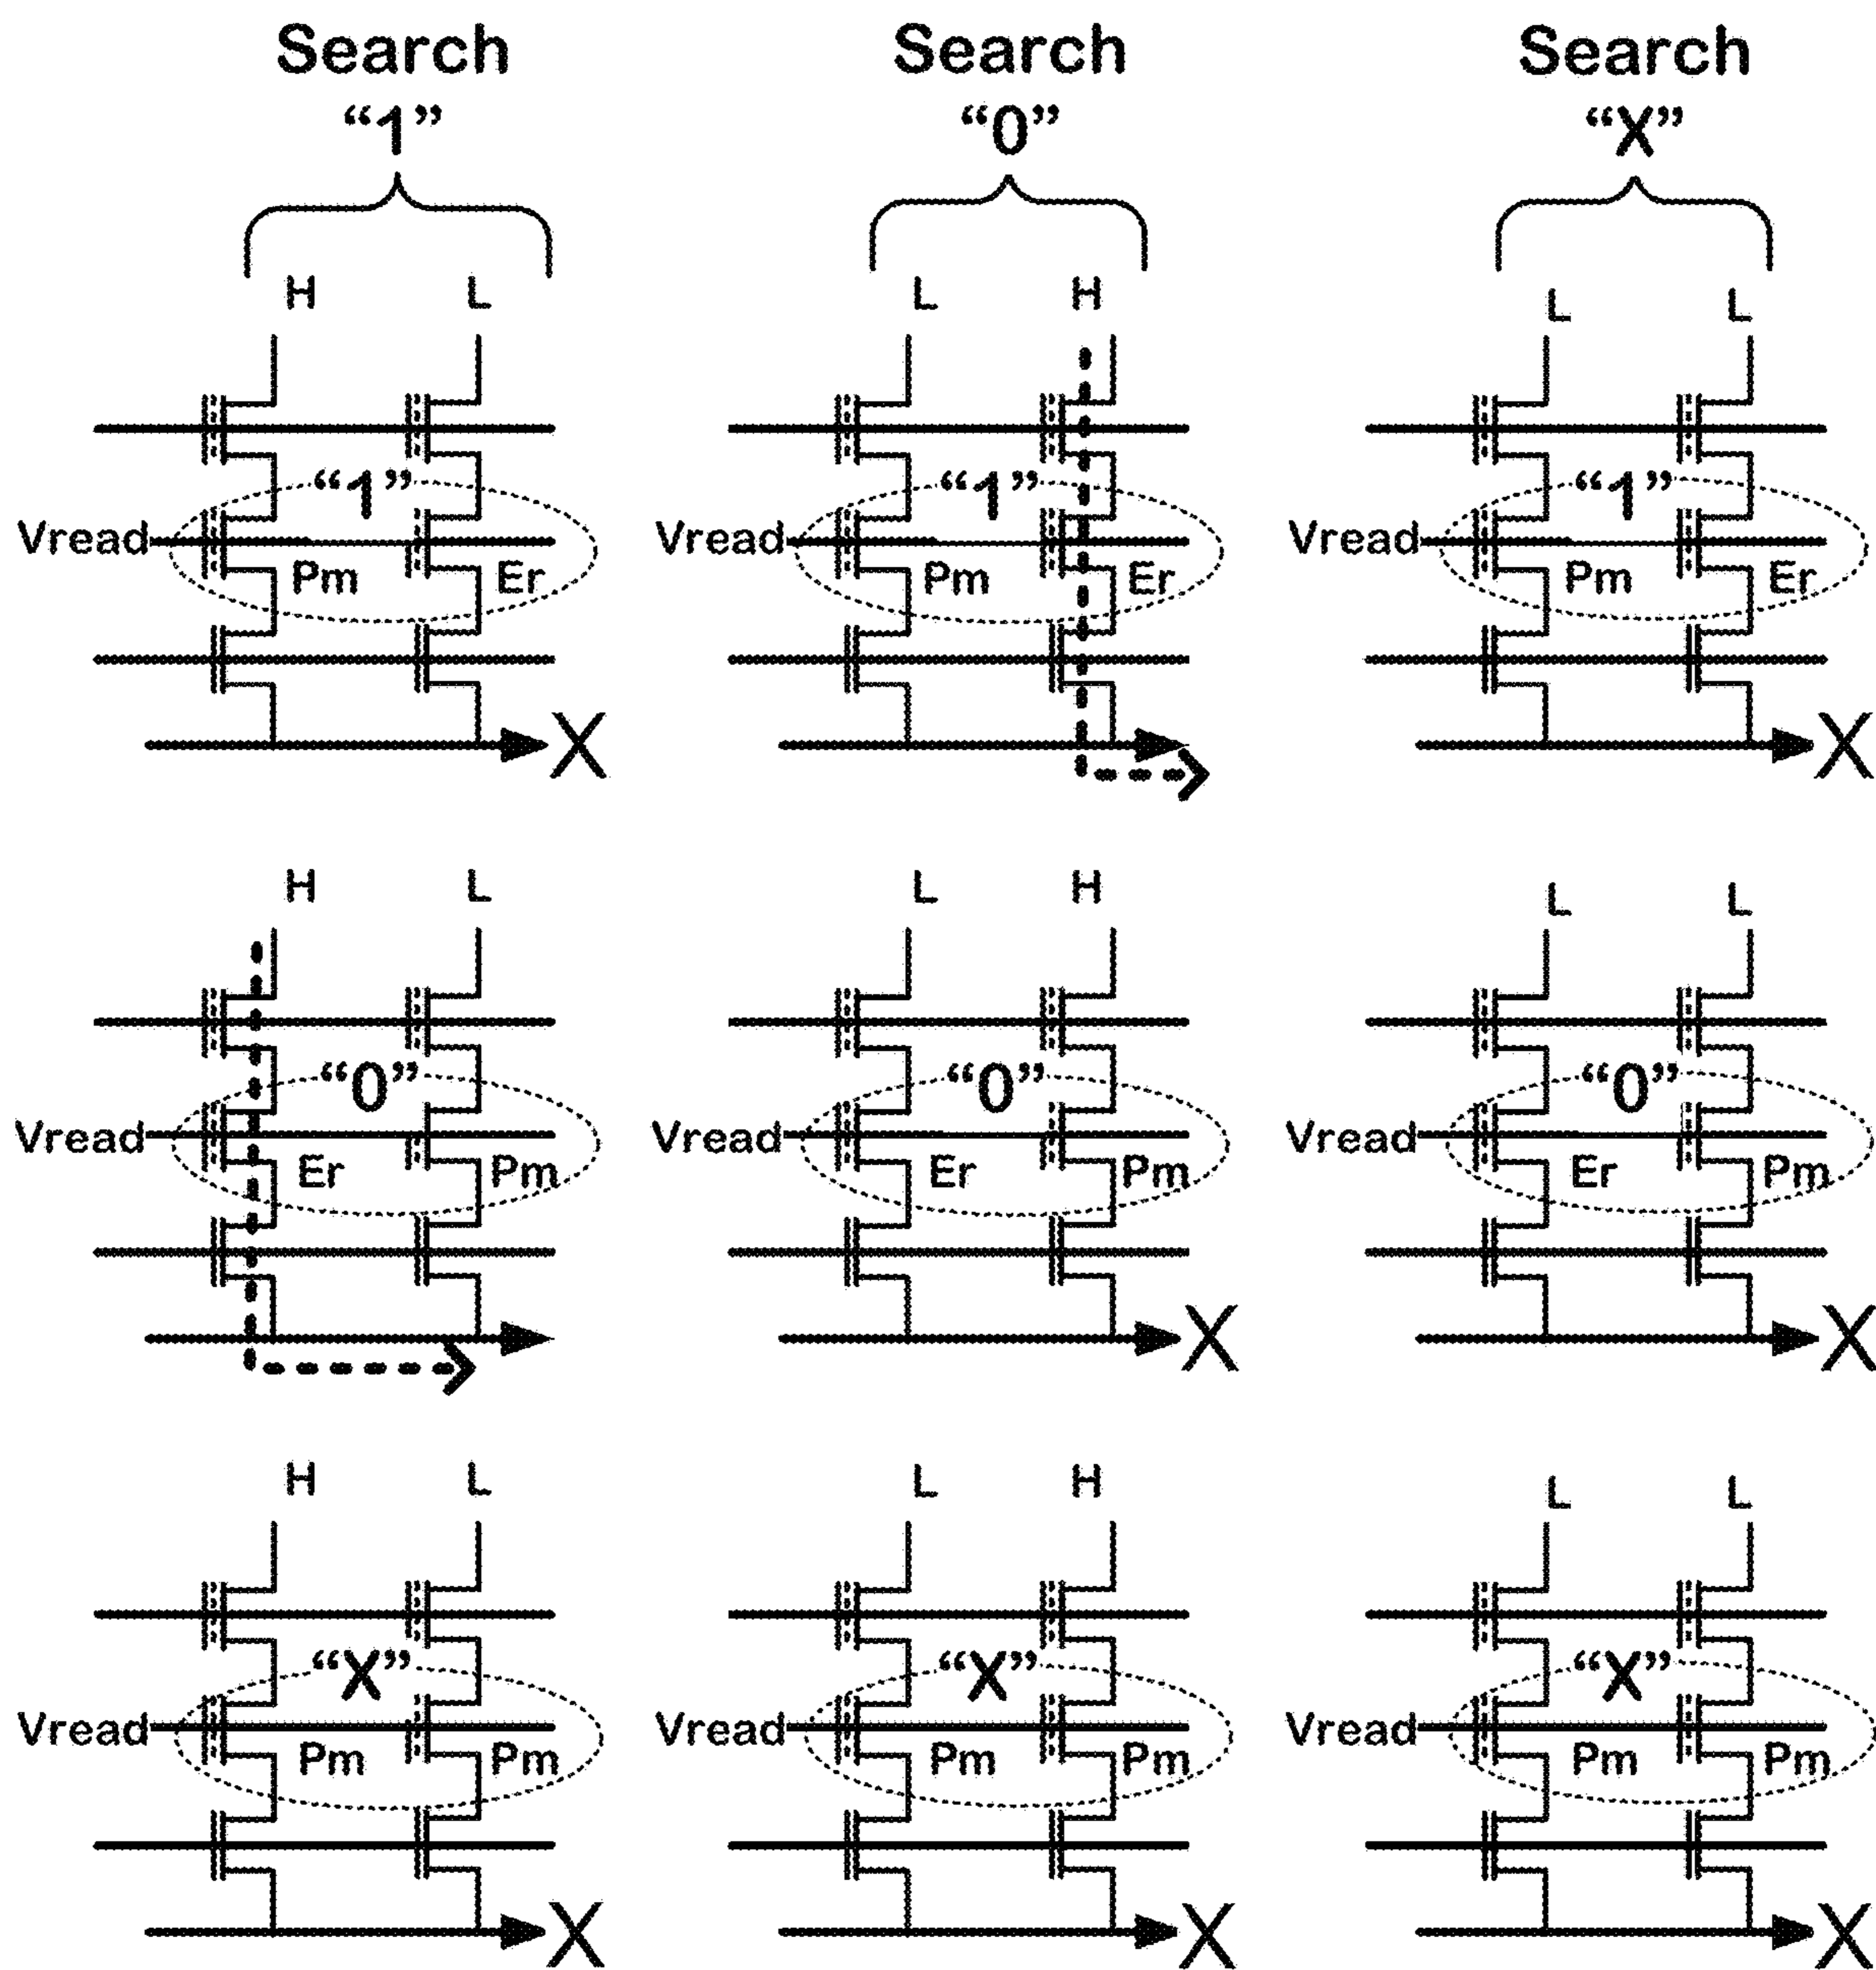 Search Search Search
“1” “0” “X”
H L L H L L
“1” “1” “1”
Vread Vread Vread
Pm Er Pm Er Pm Er
X X
H L L H L L
“0” “0” “0”
Vread Vread Vread
Er Pm Er Pm Er Pm
X X
H L L H L L
“X” “X” “X”
Vread Vread Vread
Pm Pm Pm Pm Pm Pm
X X X